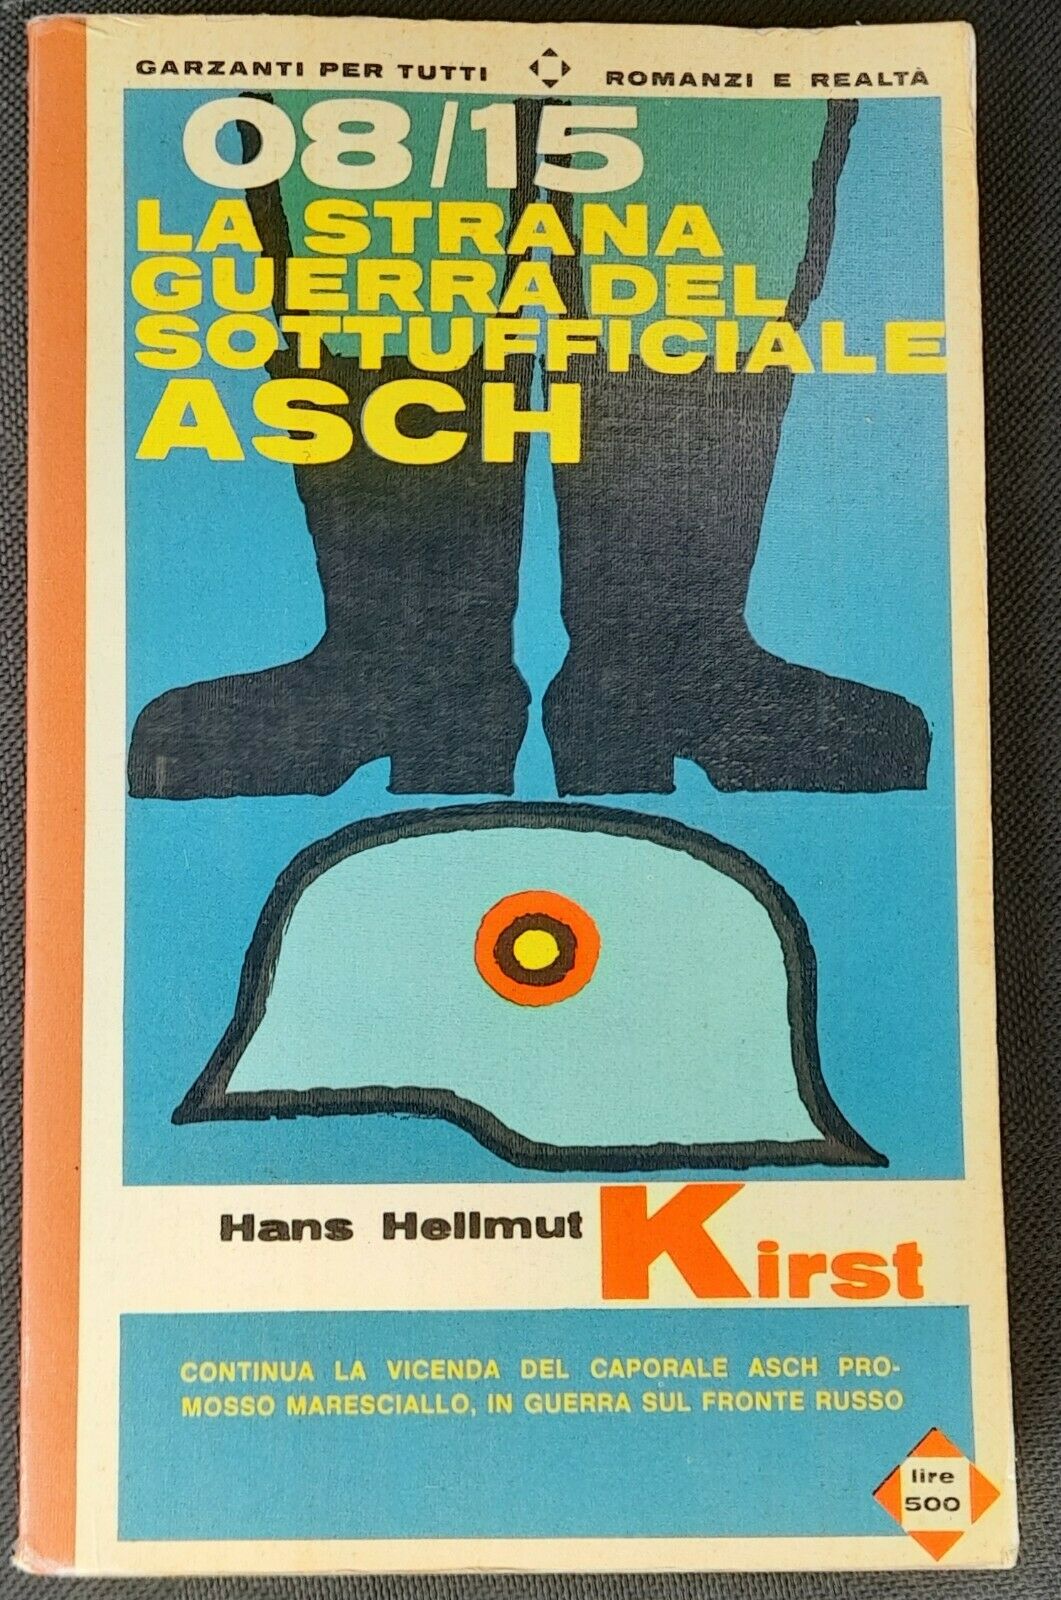 GARZANTI PER TUTTI ROMANZI E REALTÀ
08/15
LA STRANA
GUERRA DEL
SOTTUFFICIALE
ASCH
Hans Hellmut Kirst
CONTINUA LA VICENDA DEL CAPORALE ASCH PRO-
MOSSO MARESCIALLO, IN GUERRA SUL FRONTE RUSSO
lire
500